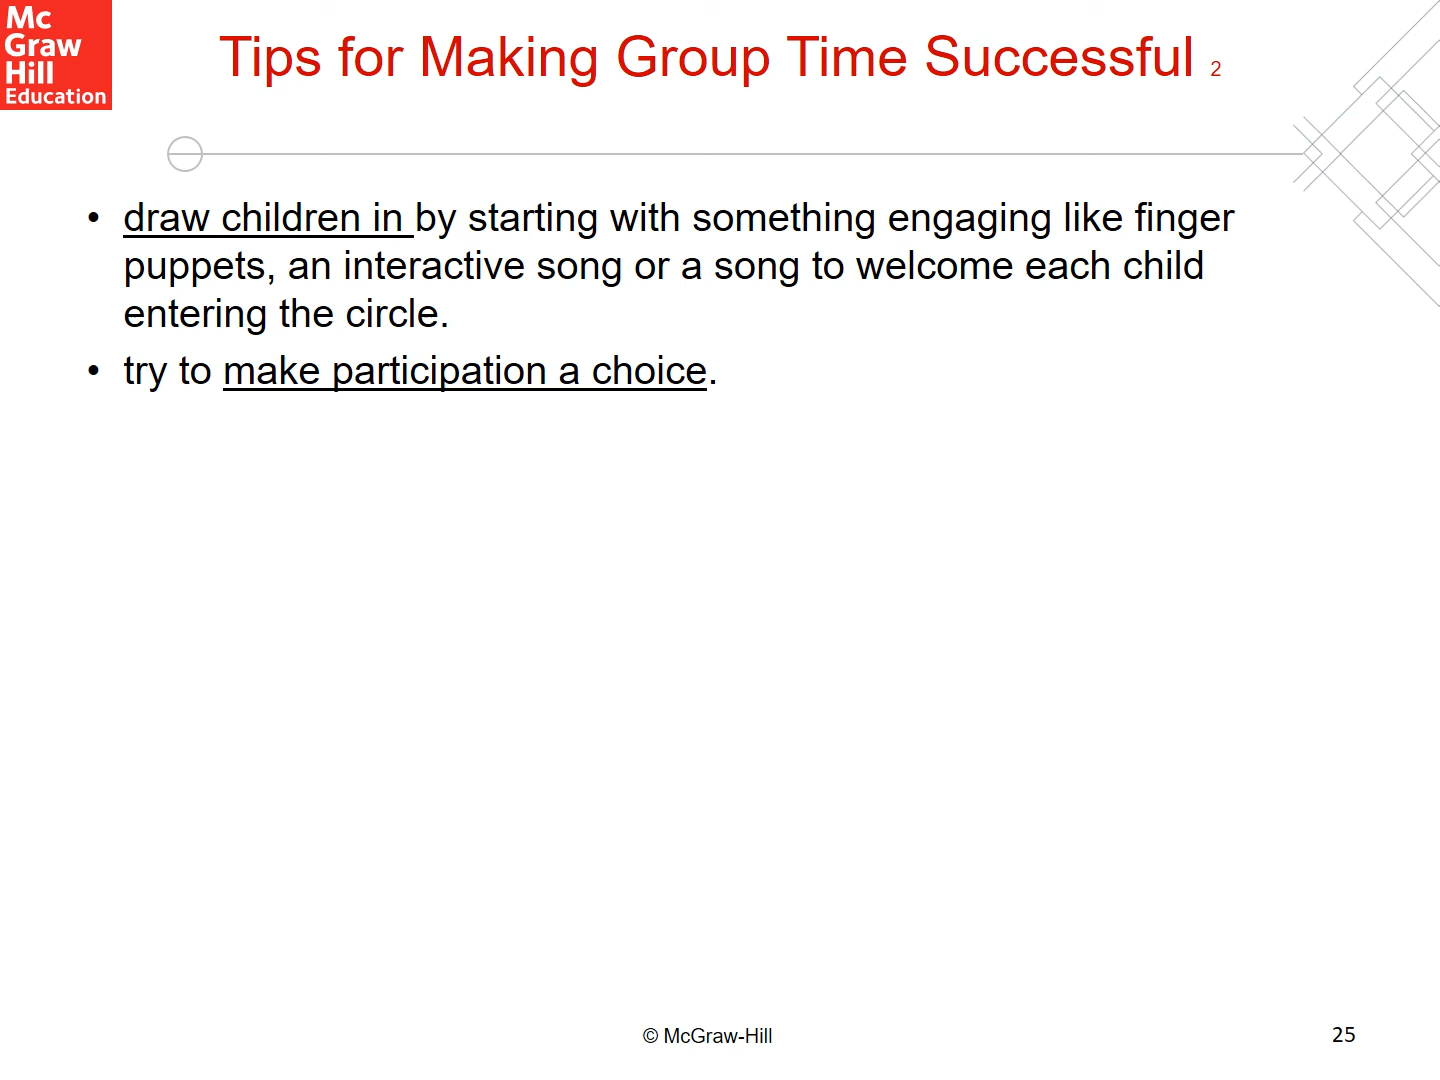 Mc
Graw
Hill
Education
Tips for Making Group Time Successful 2
• draw children in by starting with something engaging like finger
puppets, an interactive song or a song to welcome each child
entering the circle.
• try to make participation a choice.
© McGraw-Hill
25